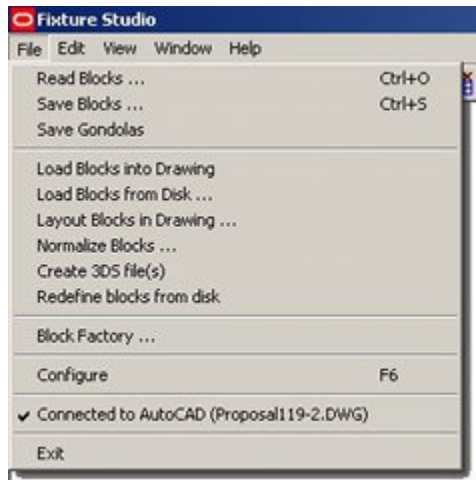 Fixture Studio
File Edit View Window Help
Read Blocks ... Ctrl+O
Save Blocks ... Ctrl+S
Save Gondolas
Load Blocks into Drawing
Load Blocks from Disk ...
Layout Blocks in Drawing ...
Normalize Blocks ...
Create 3DS file(s)
Redefine blocks from disk
Block Factory ...
Configure F6
Connected to AutoCAD (Proposal119-2.DWG)
Exit